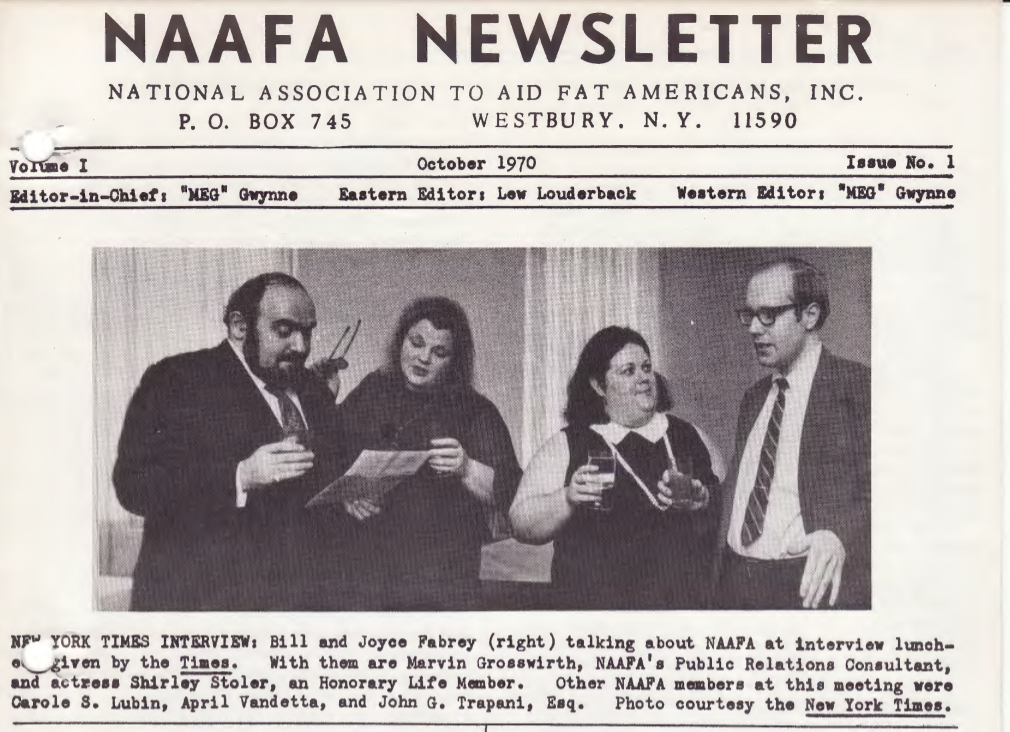 NAAFA NEWSLETTER
NATIONAL ASSOCIATION TO AID FAT AMERICANS, INC.
P. O. BOX 745 WESTBURY. N.Y. 11590
Volume I October 1970 Issue No. 1
Editor-in-Chief: "MEG" Gwynne Eastern Editor: Lew Louderback Western Editor: "MEG" Gwynne
NEW YORK TIMES INTERVIEW: Bill and Joyce Fabrey (right) talking about NAAFA at interview lunch-
given by the Times. With them are Marvin Grosswirth, NAAFA's Public Relations Consultant,
and actress Shirley Stoler, an Honorary Life Member. Other NAAFA members at this meeting were
Carole S. Lubin, April Vandetta, and John G. Trapani, Esq. Photo courtesy the New York Times.